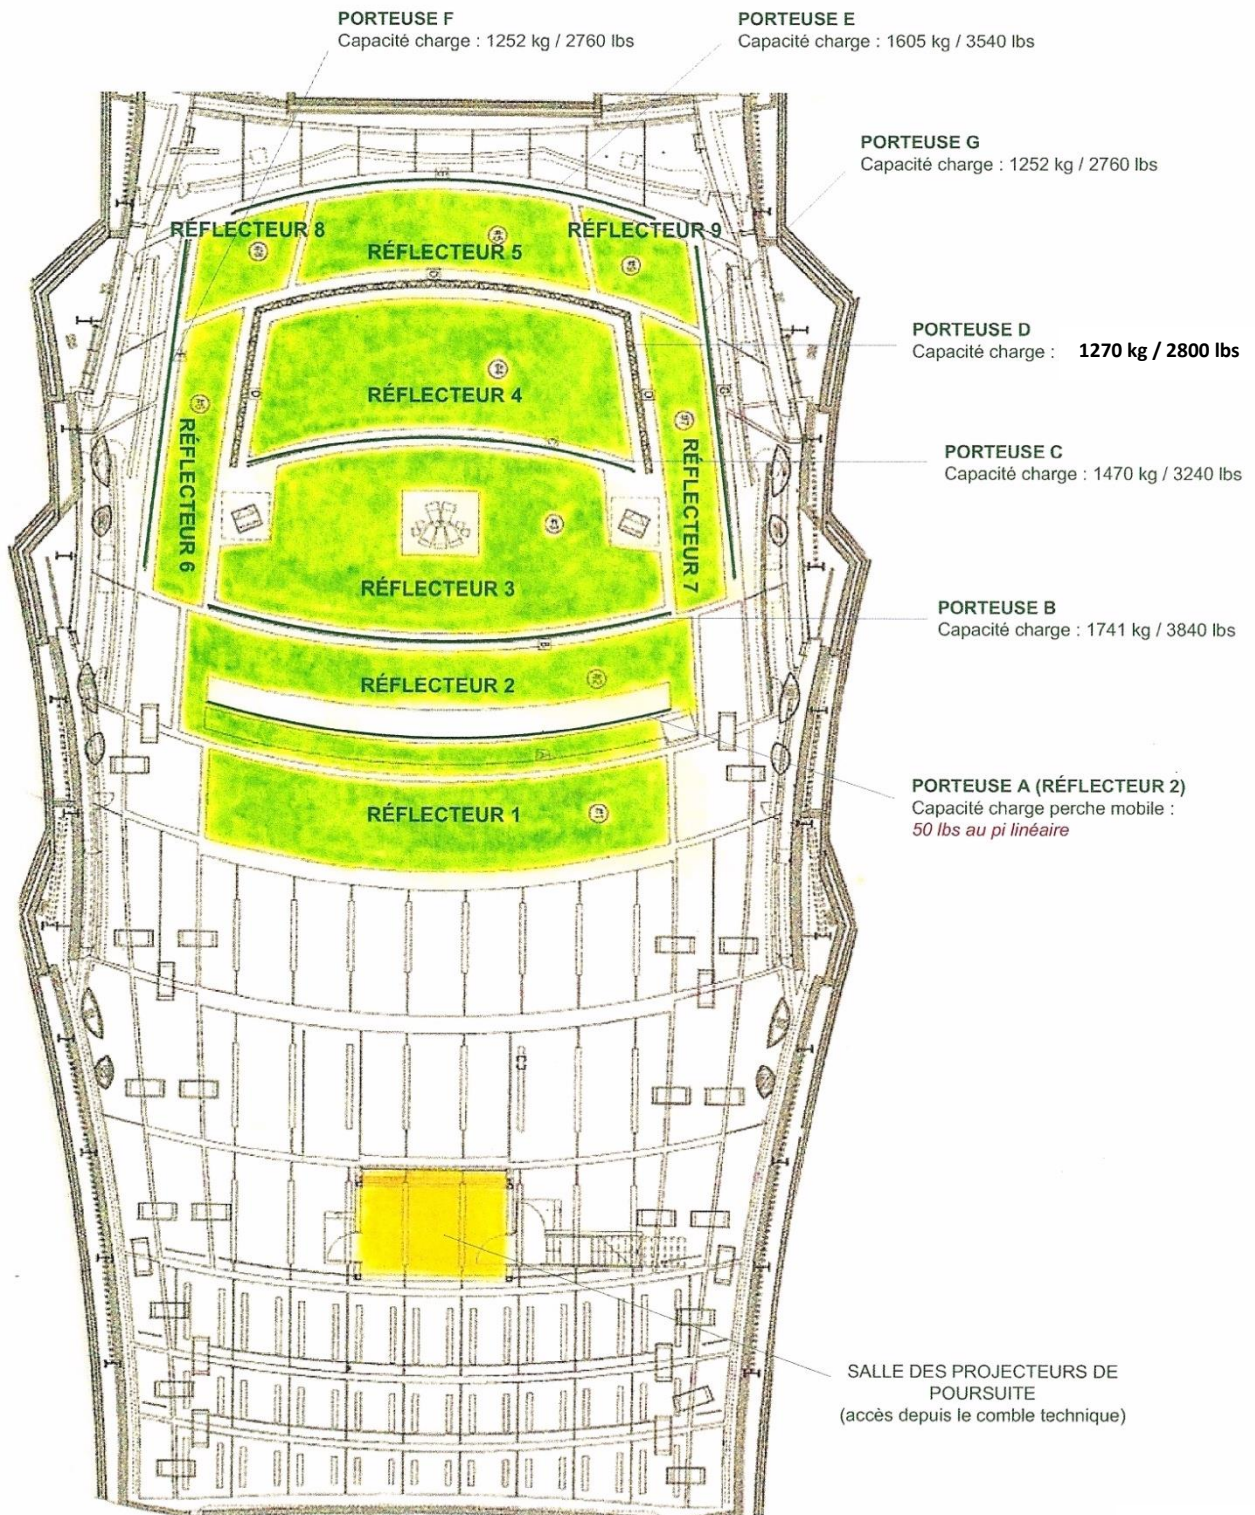 PORTEUSE F
Capacité charge : 1252 kg / 2760 lbs
PORTEUSE E
Capacité charge : 1605 kg / 3540 lbs
PORTEUSE G
Capacité charge : 1252 kg / 2760 lbs
RÉFLECTEUR 8
RÉFLECTEUR 5
RÉFLECTEUR 9
PORTEUSE D
Capacité charge : 1270 kg / 2800 lbs
RÉFLECTEUR 4
RÉFLECTEUR 6
RÉFLECTEUR 7
PORTEUSE C
Capacité charge : 1470 kg / 3240 lbs
RÉFLECTEUR 3
PORTEUSE B
Capacité charge : 1741 kg / 3840 lbs
RÉFLECTEUR 2
PORTEUSE A (RÉFLECTEUR 2)
Capacité charge perche mobile :
50 lbs au pi linéaire
RÉFLECTEUR 1
SALLE DES PROJECTEURS DE
POURSUITE
(accès depuis le comble technique)